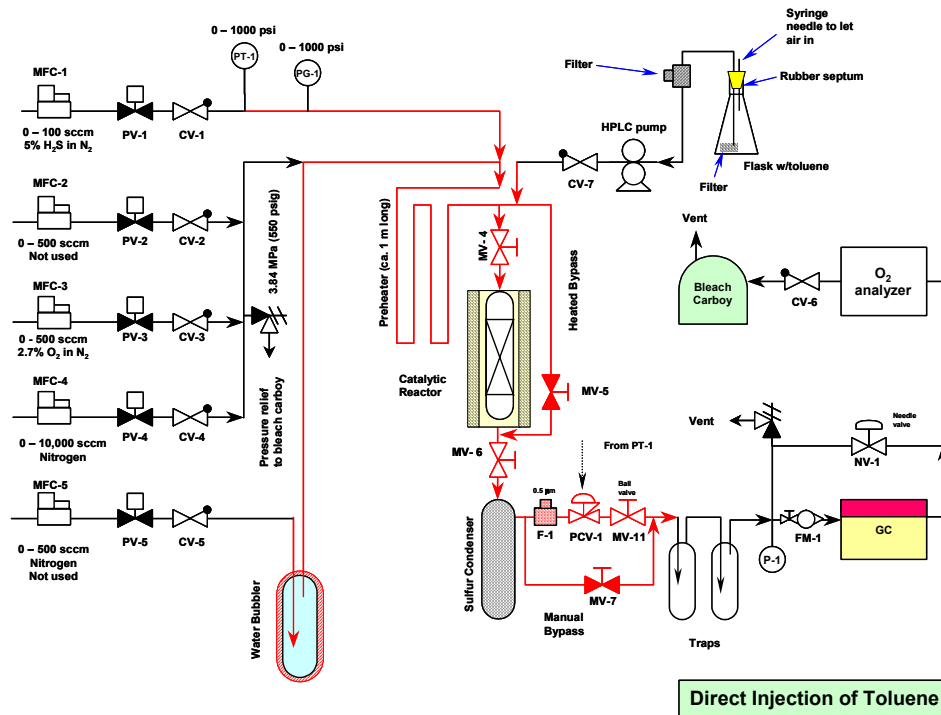 0 – 1000 psi
PT-1
0 – 1000 psi
PG-1
MFC-1
PV-1
CV-1
0 – 100 sccm
5% H₂S in N₂
MFC-2
PV-2
CV-2
0 – 500 sccm
Not used
MFC-3
PV-3
CV-3
0 - 500 sccm
2.7% O₂ in N₂
MFC-4
PV-4
CV-4
0 – 10,000 sccm
Nitrogen
MFC-5
PV-5
CV-5
0 – 500 sccm
Nitrogen
Not used
3.84 MPa (550 psig)
Pressure relief
to bleach carboy
Water Bubbler
Preheater (ca. 1 m long)
MV- 4
Heated Bypass
Catalytic
Reactor
MV-5
MV- 6
Sulfur Condenser
From PT-1
0.5 µm
F-1
PCV-1
Ball
valve
MV-11
MV-7
Manual
Bypass
Traps
Syringe
needle to let
air in
Filter
Rubber septum
HPLC pump
CV-7
Filter
Flask w/toluene
Vent
Bleach
Carboy
CV-6
O₂
analyzer
Vent
Needle
valve
NV-1
FM-1
P-1
GC
Direct Injection of Toluene